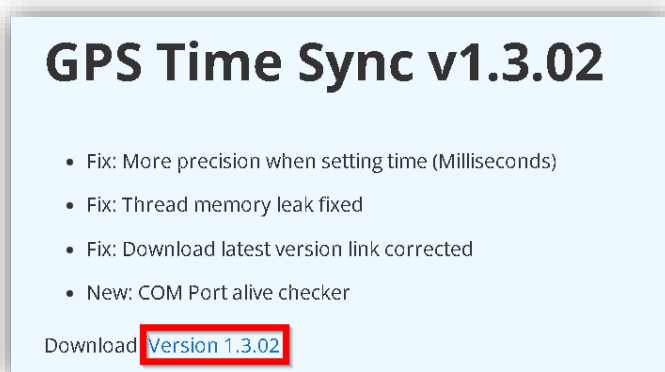 GPS Time Sync v1.3.02
• Fix: More precision when setting time (Milliseconds)
• Fix: Thread memory leak fixed
• Fix: Download latest version link corrected
• New: COM Port alive checker
Download Version 1.3.02